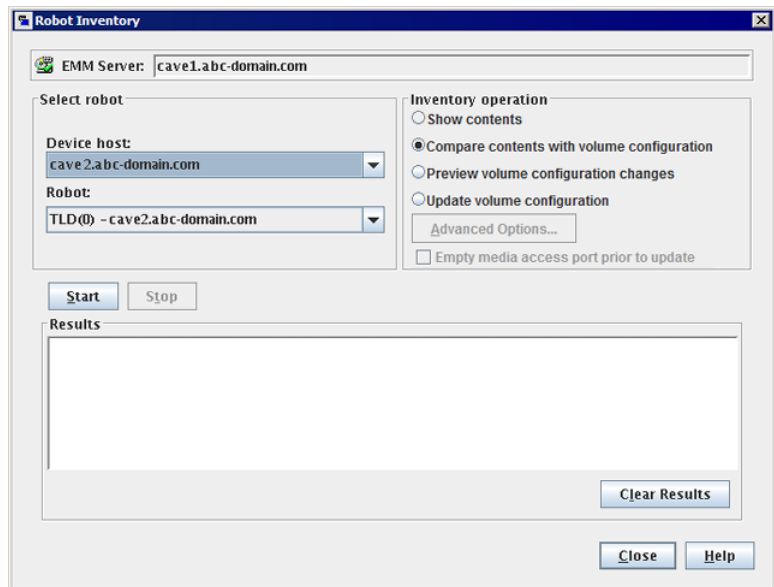 Robot Inventory
EMM Server: cave1.abc-domain.com
Select robot
Device host:
cave2.abc-domain.com
Robot:
TLD(0) - cave2.abc-domain.com
Inventory operation
Show contents
Compare contents with volume configuration
Preview volume configuration changes
Update volume configuration
Advanced Options...
Empty media access port prior to update
Start Stop
Results
Clear Results
Close Help